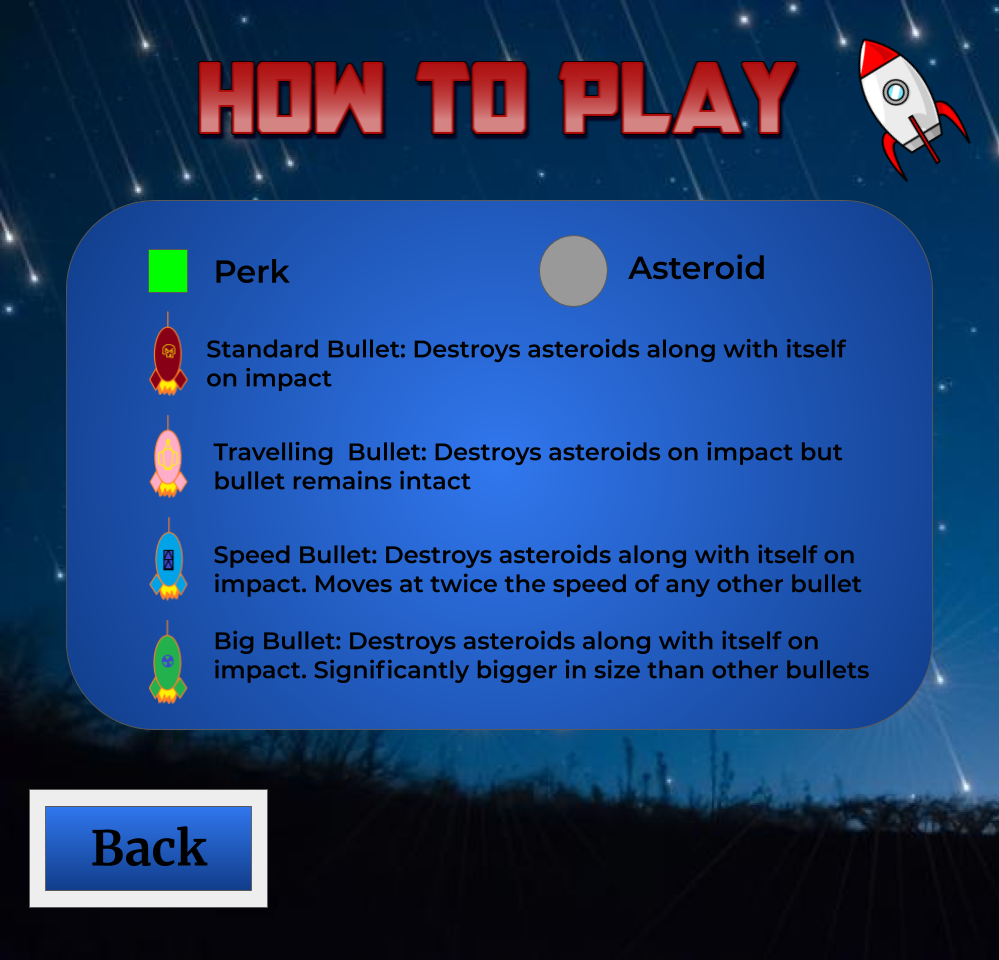 HOW TO PLAY
Perk
Asteroid
Standard Bullet: Destroys asteroids along with itself
on impact
Travelling  Bullet: Destroys asteroids on impact but
bullet remains intact
Speed Bullet: Destroys asteroids along with itself on
impact. Moves at twice the speed of any other bullet
Big Bullet: Destroys asteroids along with itself on
impact. Significantly bigger in size than other bullets
Back